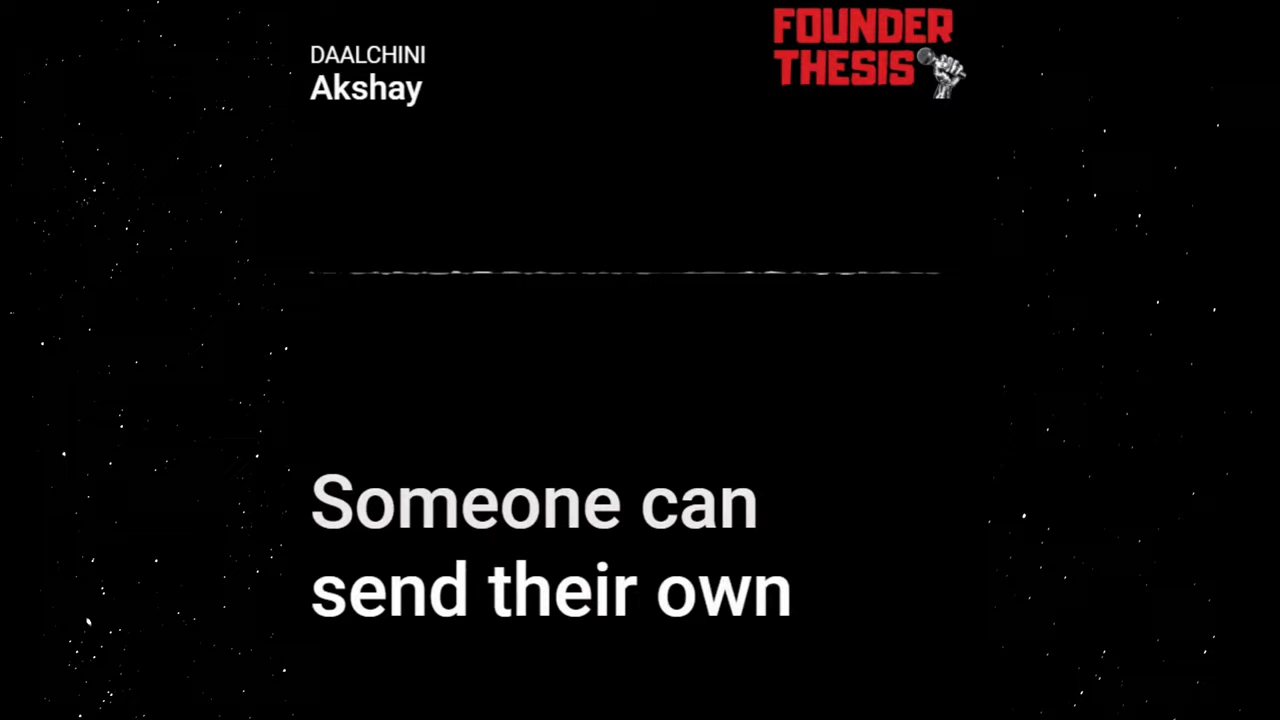 DAALCHINI
Akshay
FOUNDER
THESIS
Someone can
send their own